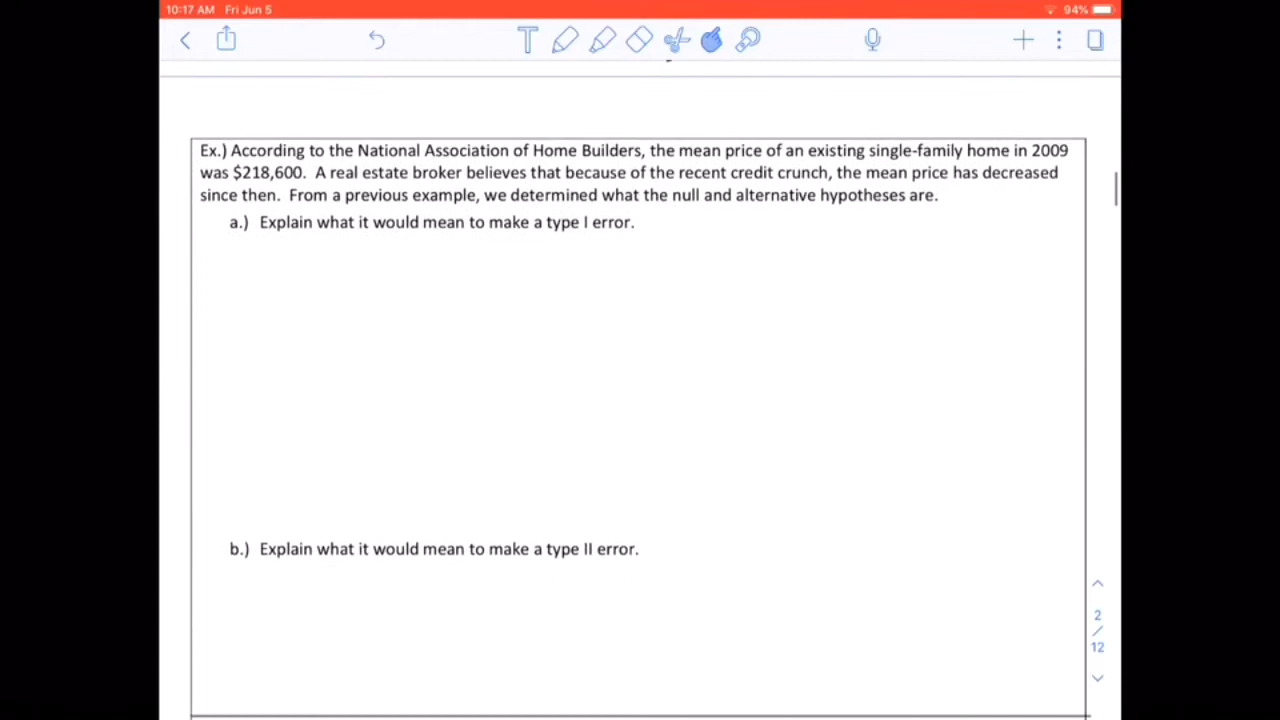 10:17 AM Fri Jun 5
94%
T
Ex.) According to the National Association of Home Builders, the mean price of an existing single-family home in 2009
was $218,600. A real estate broker believes that because of the recent credit crunch, the mean price has decreased
since then. From a previous example, we determined what the null and alternative hypotheses are.
a.) Explain what it would mean to make a type I error.
b.) Explain what it would mean to make a type II error.
2
/
12